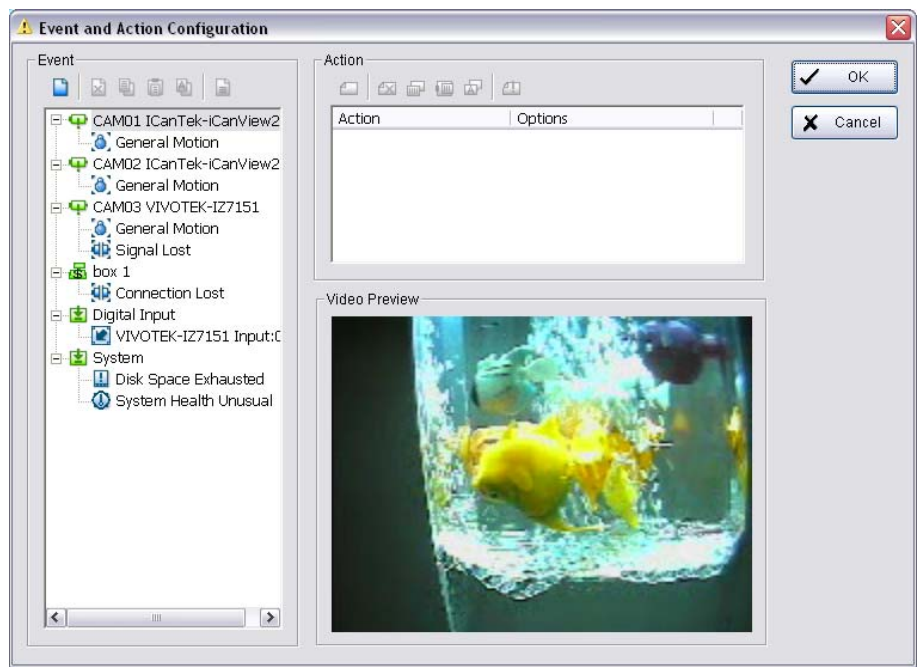 Event and Action Configuration
Event
CAM01 ICanTek-iCanView2
General Motion
CAM02 ICanTek-iCanView2
General Motion
CAM03 VIVOTEK-IZ7151
General Motion
Signal Lost
box 1
Connection Lost
Digital Input
VIVOTEK-IZ7151 Input:0
System
Disk Space Exhausted
System Health Unusual
Action
Action Options
Video Preview
OK
Cancel